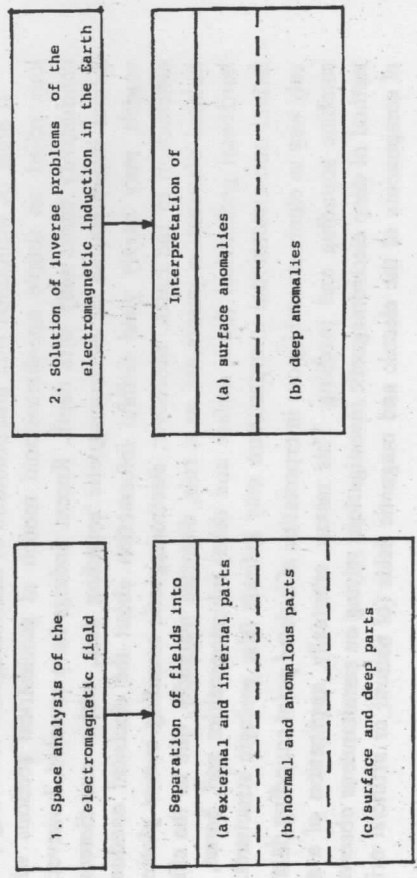 1. Space analysis of the
electromagnetic field
Separation of fields into
(a)external and internal parts
(b)normal and anomalous parts
(c)surface and deep parts
2. Solution of inverse problems of the
electromagnetic induction in the Earth
Interpretation of
(a) surface anomalies
(b) deep anomalies